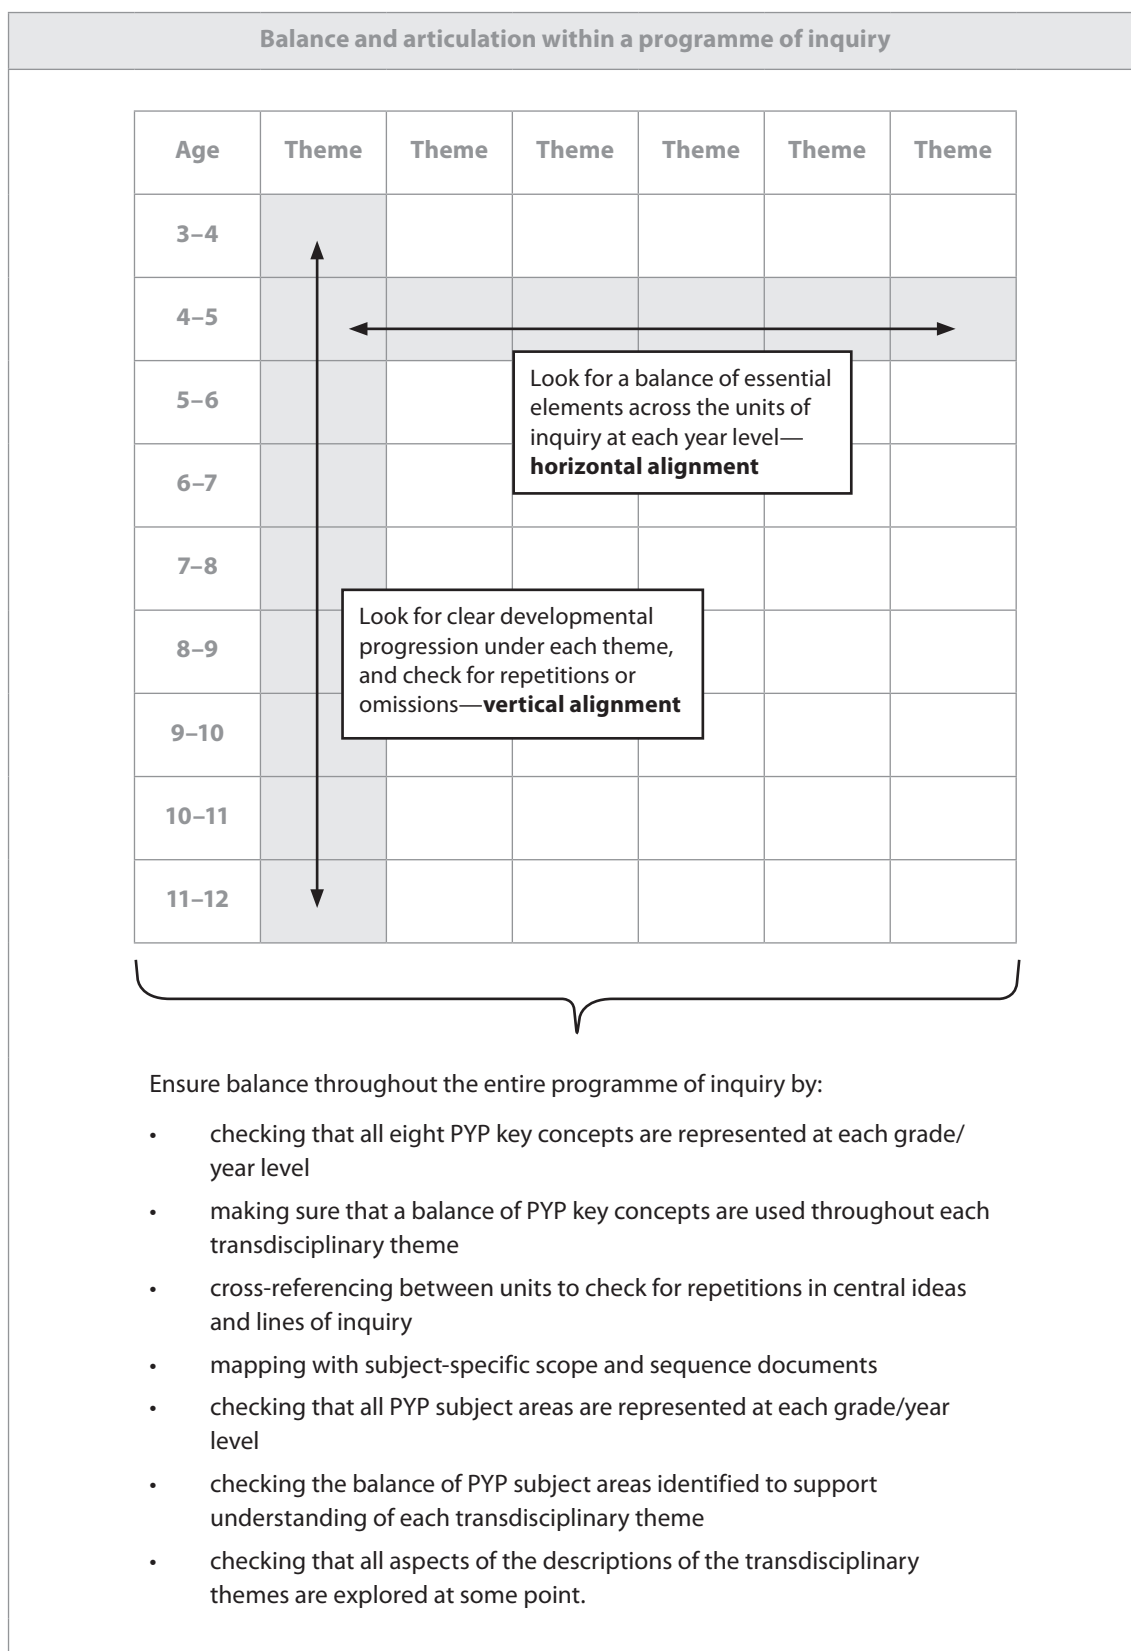 Balance and articulation within a programme of inquiry
Age Theme Theme Theme Theme Theme Theme
3–4
4–5
Look for a balance of essential
elements across the units of
inquiry at each year level—
horizontal alignment
5–6
6–7
7–8
Look for clear developmental
progression under each theme,
and check for repetitions or
omissions—vertical alignment
8–9
9–10
10–11
11–12
Ensure balance throughout the entire programme of inquiry by:
• checking that all eight PYP key concepts are represented at each grade/
year level
• making sure that a balance of PYP key concepts are used throughout each
transdisciplinary theme
• cross-referencing between units to check for repetitions in central ideas
and lines of inquiry
• mapping with subject-specific scope and sequence documents
• checking that all PYP subject areas are represented at each grade/year
level
• checking the balance of PYP subject areas identified to support
understanding of each transdisciplinary theme
• checking that all aspects of the descriptions of the transdisciplinary
themes are explored at some point.